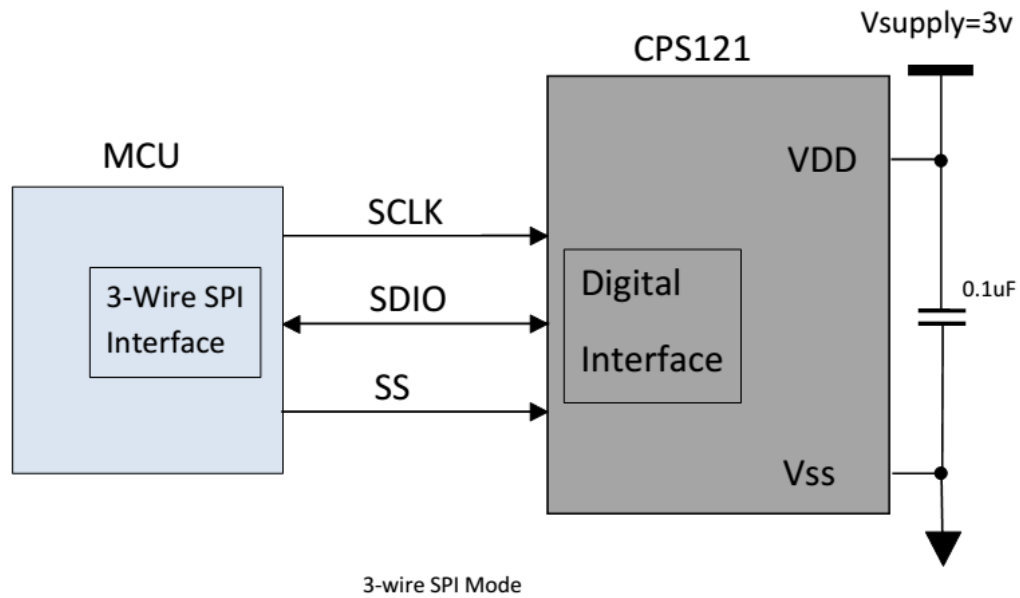 Vsupply=3v
CPS121
MCU
VDD
SCLK
3-Wire SPI
Interface
SDIO
Digital
Interface
0.1uF
SS
Vss
3-wire SPI Mode